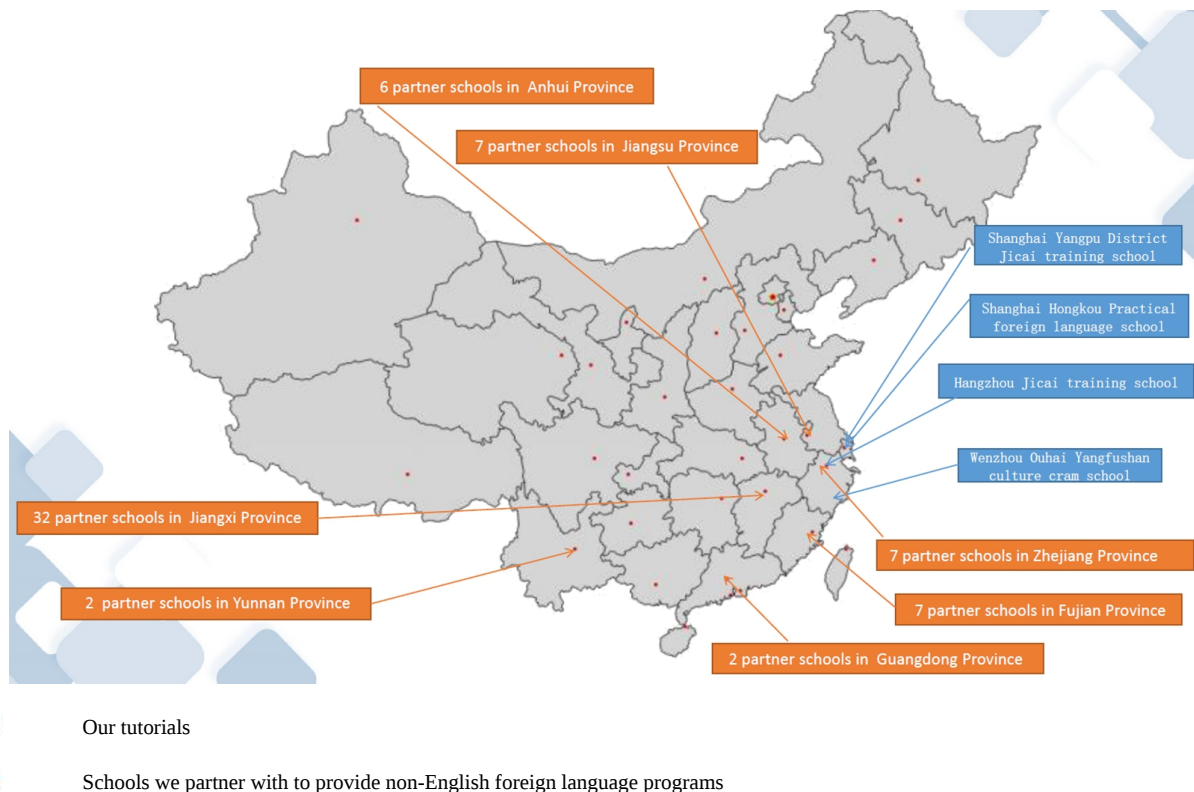 6 partner schools in Anhui Province
7 partner schools in Jiangsu Province
Shanghai Yangpu District
Jicai training school
Shanghai Hongkou Practical
foreign language school
Hangzhou Jicai training school
Wenzhou Ouhai Yangfushan
culture cram school
32 partner schools in Jiangxi Province
7 partner schools in Zhejiang Province
2 partner schools in Yunnan Province
7 partner schools in Fujian Province
2 partner schools in Guangdong Province
Our tutorials
Schools we partner with to provide non-English foreign language programs